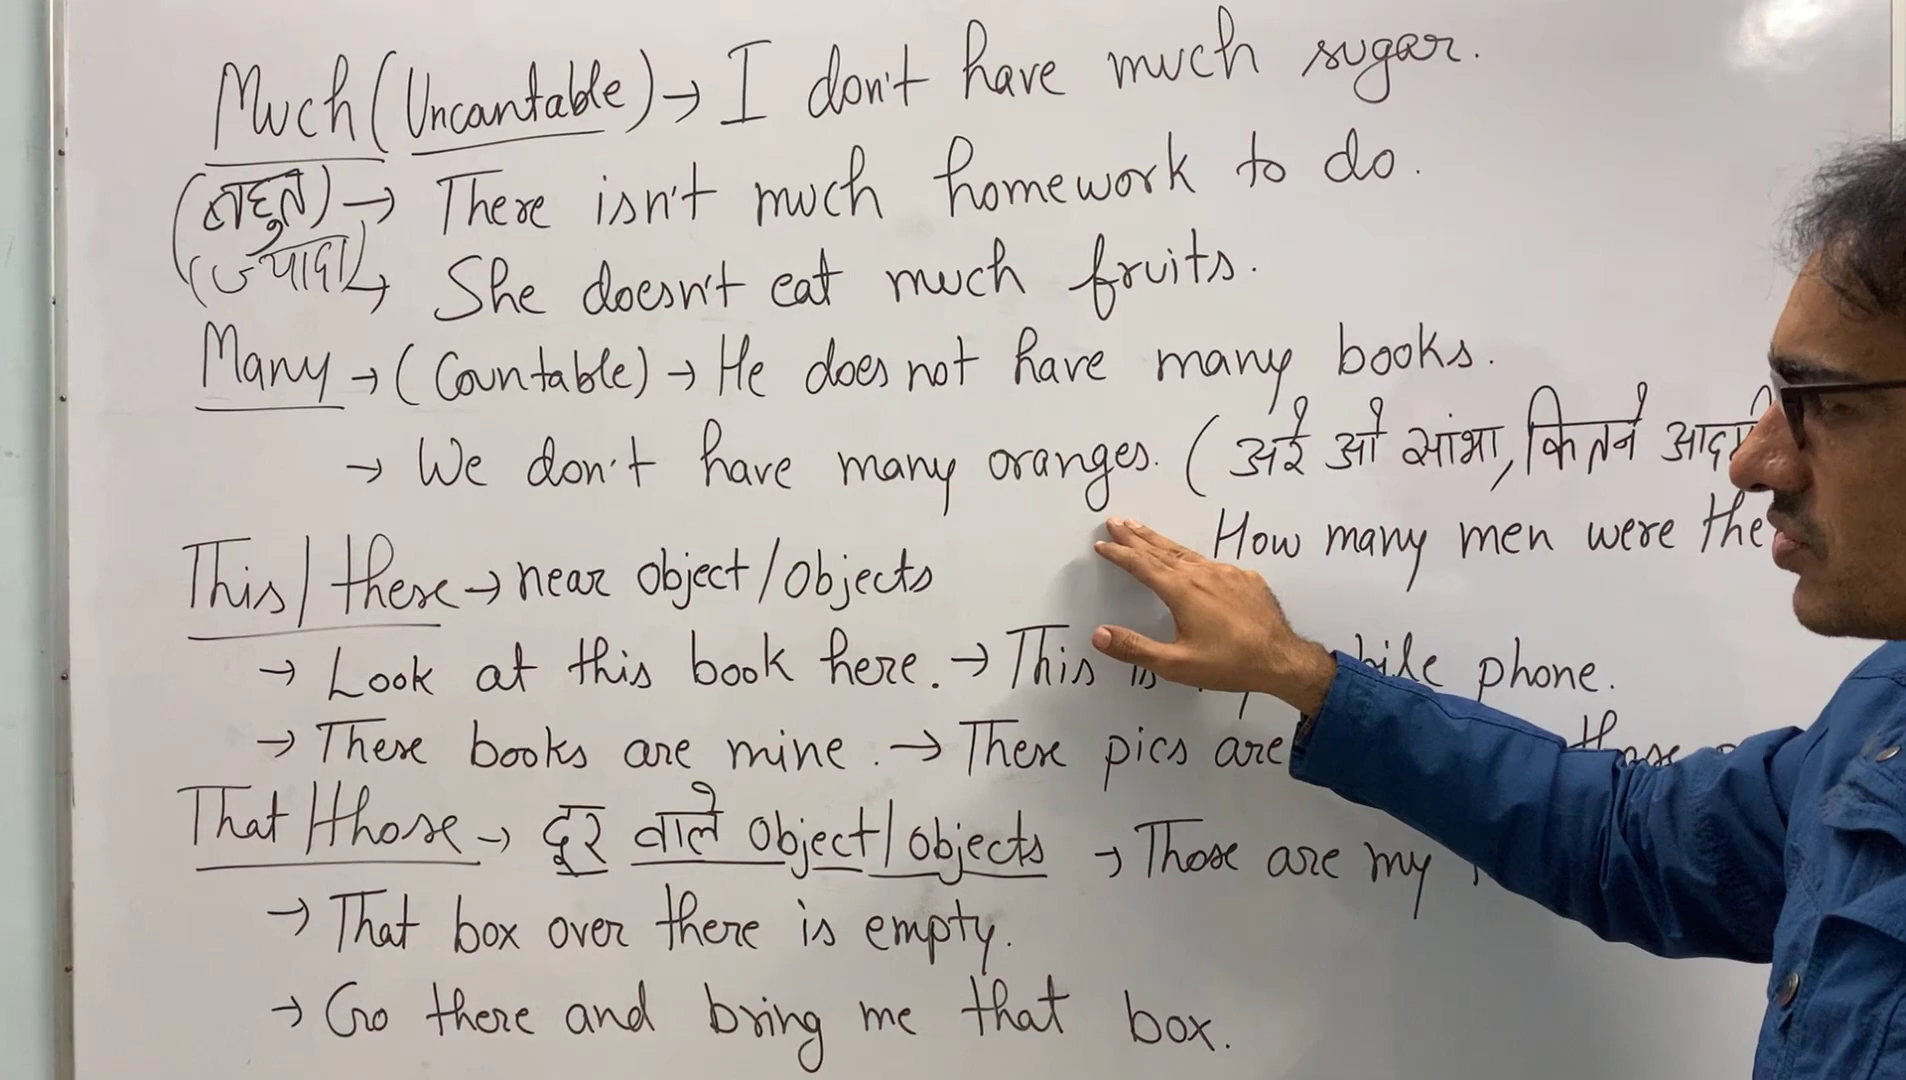 Much (Uncantable) → I don't have much sugar.
(बहुत) → There isn't much homework to do.
(ज्यादा) → She doesn't eat much fruits.
Many → (Countable) → He does not have many books.
→ We don't have many oranges. (अरे ओ सांभा, कितने
How many men were
This / these → near object / objects
→ Look at this book here. → This is phone.
→ These books are mine. → These pics are those
That / those → दूर वाले object / objects → Those are my
→ That box over there is empty.
→ Go there and bring me that box.